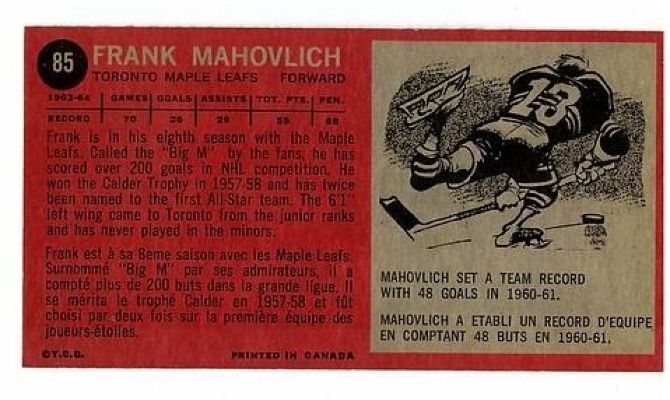 85
FRANK MAHOVLICH
TORONTO MAPLE LEAFS FORWARD
1963-64 GAMES GOALS ASSISTS TOT. PTS. PEN.
RECORD 70 26 29 55 66
Frank is in his eighth season with the Maple
Leafs. Called the "Big M" by the fans, he has
scored over 200 goals in NHL competition. He
won the Calder Trophy in 1957-58 and has twice
been named to the first All-Star team. The 6'1"
left wing came to Toronto from the junior ranks
and has never played in the minors.
Frank est à sa 8eme saison avec les Maple Leafs.
Surnommé "Big M" par ses admirateurs, il a
compté plus de 200 buts dans la grande ligue. Il
se mérita le trophé Calder en 1957-58 et fût
choisi par deux fois sur la première équipe des
joueurs-étoiles.
©T.C.G. PRINTED IN CANADA
13
MAHOVLICH SET A TEAM RECORD
WITH 48 GOALS IN 1960-61.
MAHOVLICH A ETABLI UN RECORD D'EQUIPE
EN COMPTANT 48 BUTS EN 1960-61.